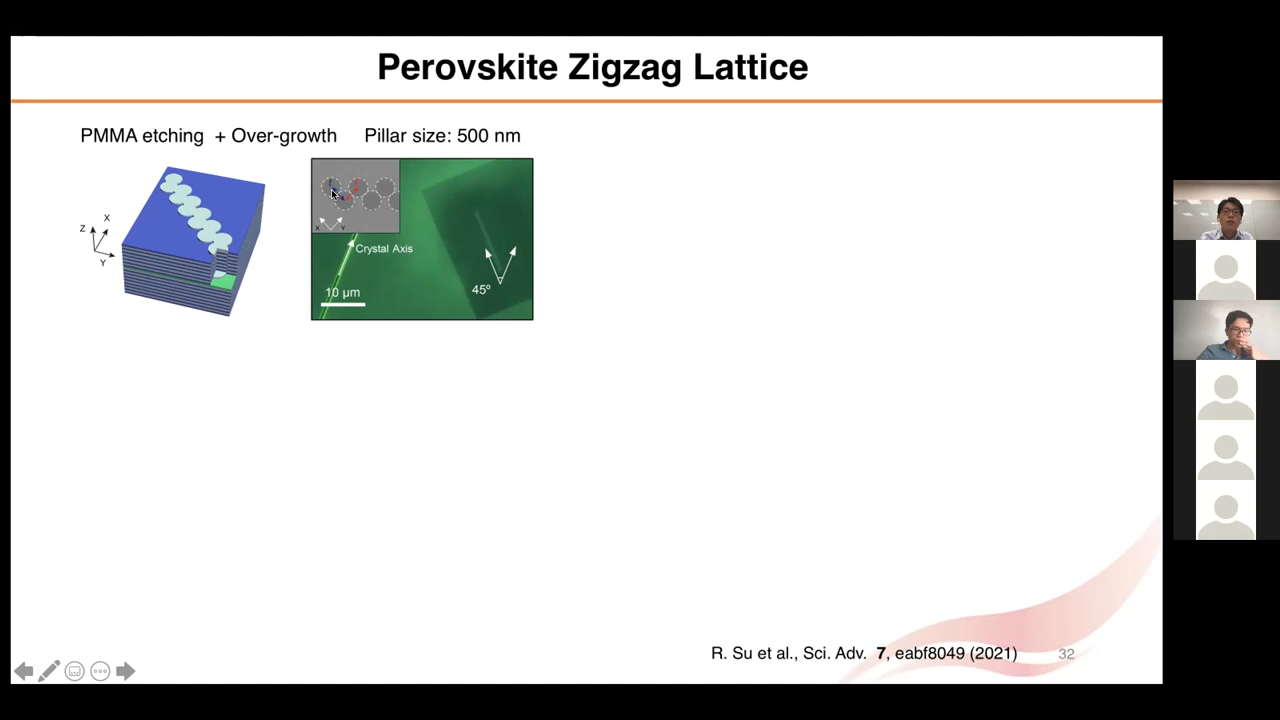 Perovskite Zigzag Lattice
PMMA etching + Over-growth Pillar size: 500 nm
Z
X
Y
X
Y
Crystal Axis
10 µm
45º
R. Su et al., Sci. Adv. 7, eabf8049 (2021)
32